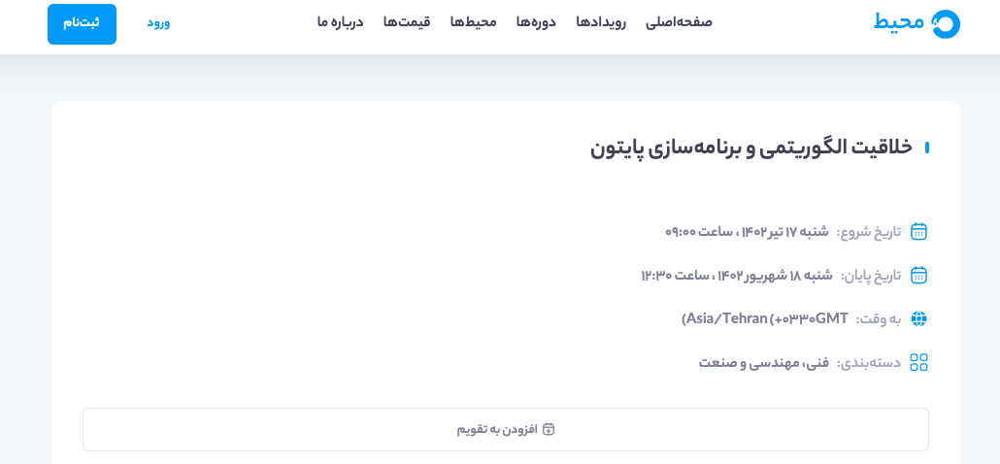 محیط
صفحه‌اصلی رویدادها دوره‌ها محیط‌ها قیمت‌ها درباره ما
ورود
ثبت‌نام
خلاقیت الگوریتمی و برنامه‌سازی پایتون
تاریخ شروع: شنبه ۱۷ تیر ۱۴۰۲ ، ساعت ۰۹:۰۰
تاریخ پایان: شنبه ۱۸ شهریور ۱۴۰۲ ، ساعت ۱۲:۳۰
به وقت: Asia/Tehran (+۰۳۳۰GMT)
دسته‌بندی: فنی، مهندسی و صنعت
افزودن به تقویم